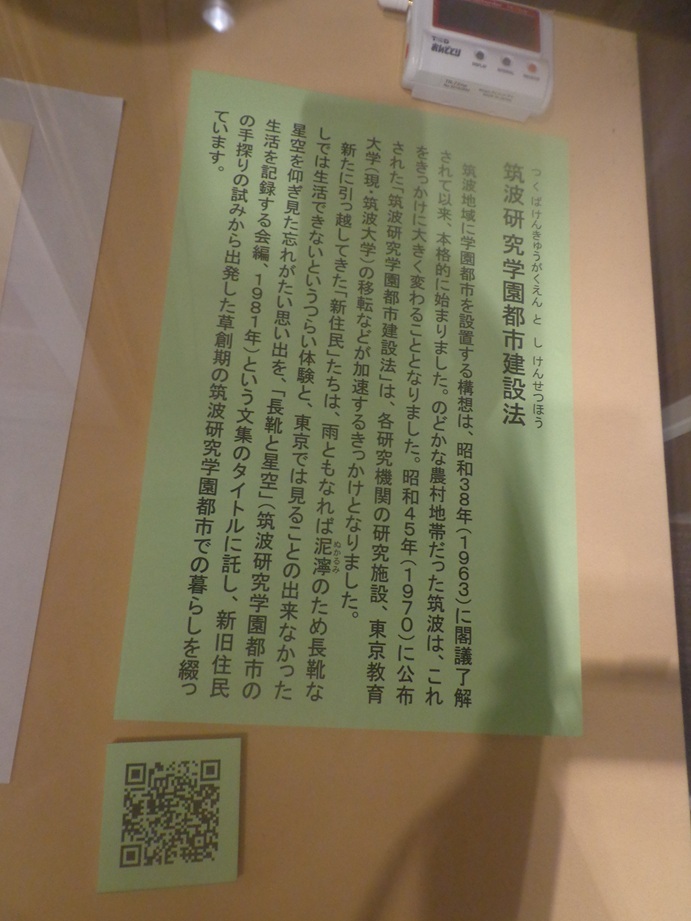 つくばけんきゅうがくえんとしけんせつほう
筑波研究学園都市建設法
筑波地域に学園都市を設置する構想は、昭和38年(1963)に閣議了解
されて以来、本格的に始まりました。のどかな農村地帯だった筑波は、これ
をきっかけに大きく変わることとなりました。昭和45年(1970)に公布
された「筑波研究学園都市建設法」は、各研究機関の研究施設、東京教育
大学(現・筑波大学)の移転などが加速するきっかけとなりました。
新たに引っ越してきた「新住民」たちは、雨ともなれば泥濘のため長靴な
ぬかるみ
しでは生活できないというつらい体験と、東京では見ることの出来なかった
星空を仰ぎ見た忘れがたい思い出を、「長靴と星空」(筑波研究学園都市の
生活を記録する会編、1981年)という文集のタイトルに託し、新旧住民
の手探りの試みから出発した草創期の筑波研究学園都市での暮らしを綴っ
ています。